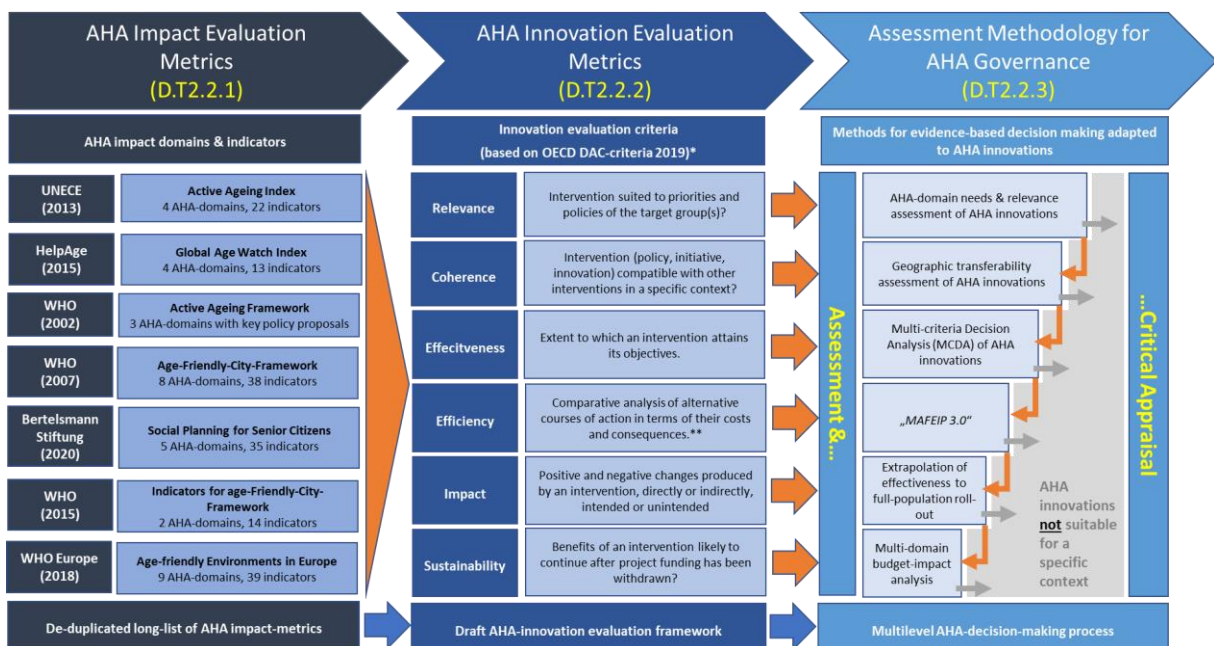 AHA Impact Evaluation
Metrics
(D.T2.2.1)
AHA Innovation Evaluation
Metrics
(D.T2.2.2)
Assessment Methodology for
AHA Governance
(D.T2.2.3)
AHA impact domains & indicators
Innovation evaluation criteria
(based on OECD DAC-criteria 2019)*
Methods for evidence-based decision making adapted
to AHA innovations
UNECE
(2013)
Active Ageing Index
4 AHA-domains, 22 indicators
HelpAge
(2015)
Global Age Watch Index
4 AHA-domains, 13 indicators
WHO
(2002)
Active Ageing Framework
3 AHA-domains with key policy proposals
WHO
(2007)
Age-Friendly-City-Framework
8 AHA-domains, 38 indicators
Bertelsmann
Stiftung
(2020)
Social Planning for Senior Citizens
5 AHA-domains, 35 indicators
WHO
(2015)
Indicators for age-Friendly-City-
Framework
2 AHA-domains, 14 indicators
WHO Europe
(2018)
Age-friendly Environments in Europe
9 AHA-domains, 39 indicators
De-duplicated long-list of AHA impact-metrics
Relevance
Intervention suited to priorities and
policies of the target group(s)?
Coherence
Intervention (policy, initiative,
innovation) compatible with other
interventions in a specific context?
Effecitveness
Extent to which an intervention attains
its objectives.
Efficiency
Comparative analysis of alternative
courses of action in terms of their costs
and consequences.**
Impact
Positive and negative changes produced
by an intervention, directly or indirectly,
intended or unintended
Sustainability
Benefits of an intervention likely to
continue after project funding has been
withdrawn?
Draft AHA-innovation evaluation framework
Assessment &...
AHA-domain needs & relevance
assessment of AHA innovations
Geographic transferability
assessment of AHA innovations
Multi-criteria Decision
Analysis (MCDA) of AHA
innovations
„MAFEIP 3.0“
Extrapolation of
effectiveness to
full-population roll-
out
Multi-domain
budget-impact
analysis
AHA
innovations
not suitable
for a
specific
context
...Critical Appraisal
Multilevel AHA-decision-making process